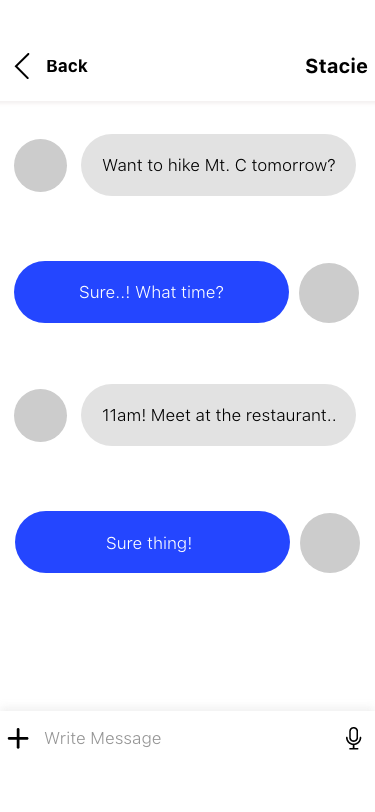 Back
Stacie
Want to hike Mt. C tomorrow?
Sure..! What time?
11am! Meet at the restaurant..
Sure thing!
Write Message